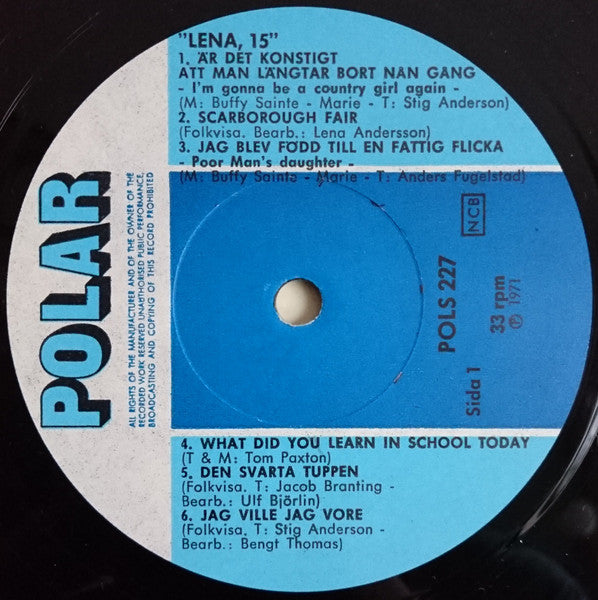 "LENA, 15"
1. ÄR DET KONSTIGT
ATT MAN LÄNGTAR BORT NAN GANG
- I'm gonna be a country girl again -
(M: Buffy Sainte - Marie - T: Stig Anderson)
2. SCARBOROUGH FAIR
(Folkvisa. Bearb.: Lena Andersson)
3. JAG BLEV FÖDD TILL EN FATTIG FLICKA
- Poor Man's daughter -
(M: Buffy Sainte - Marie - T: Anders Fugelstad)
POLAR
ALL RIGHTS OF THE MANUFACTURER AND OF THE OWNER OF THE
RECORDED WORK RESERVED UNAUTHORISED PUBLIC PERFORMANCE,
BROADCASTING AND COPYING OF THIS RECORD PROHIBITED
NCB
POLS 227
Sida 1
33 rpm
℗ 1971
4. WHAT DID YOU LEARN IN SCHOOL TODAY
(T & M: Tom Paxton)
5. DEN SVARTA TUPPEN
(Folkvisa. T: Jacob Branting -
Bearb.: Ulf Björlin)
6. JAG VILLE JAG VORE
(Folkvisa. T: Stig Anderson -
Bearb.: Bengt Thomas)